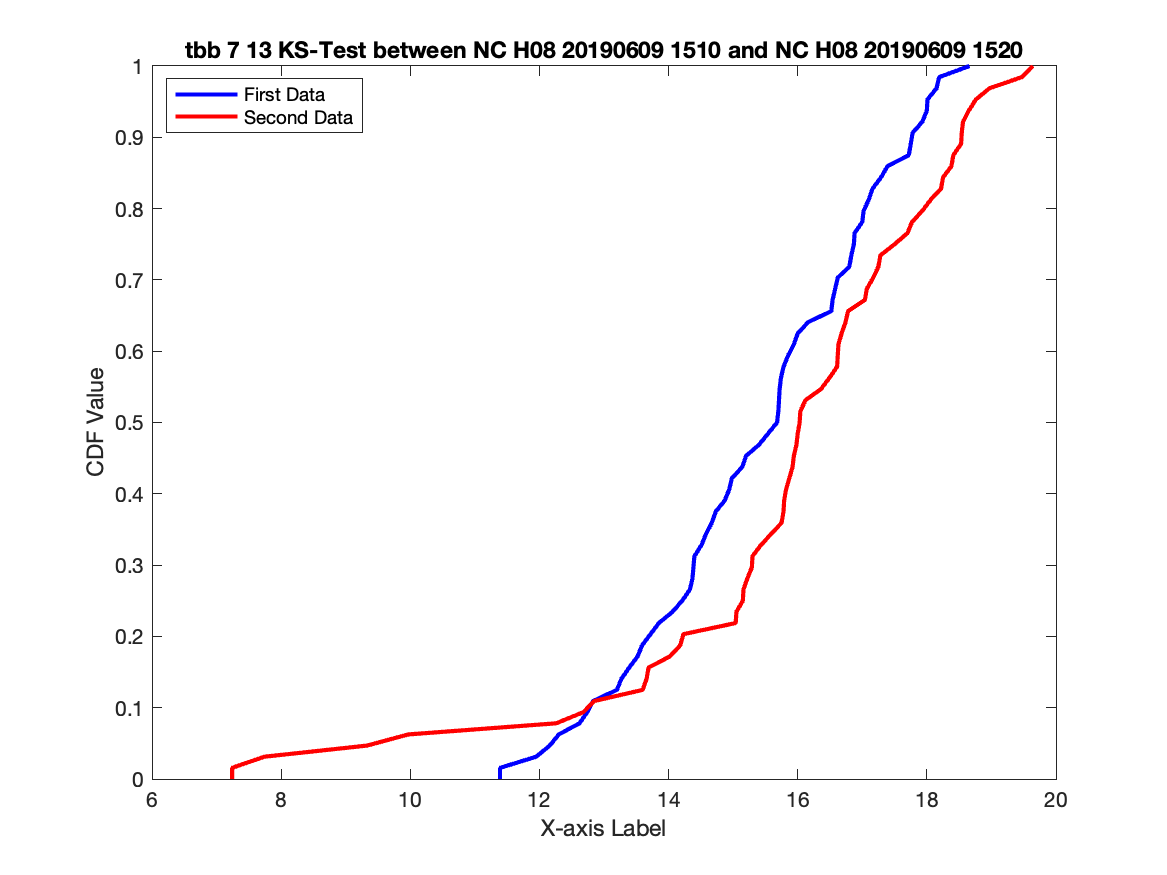 tbb 7 13 KS-Test between NC H08 20190609 1510 and NC H08 20190609 1520
First Data
Second Data
1
0.9
0.8
0.7
0.6
0.5
0.4
0.3
0.2
0.1
0
CDF Value
6 8 10 12 14 16 18 20
X-axis Label